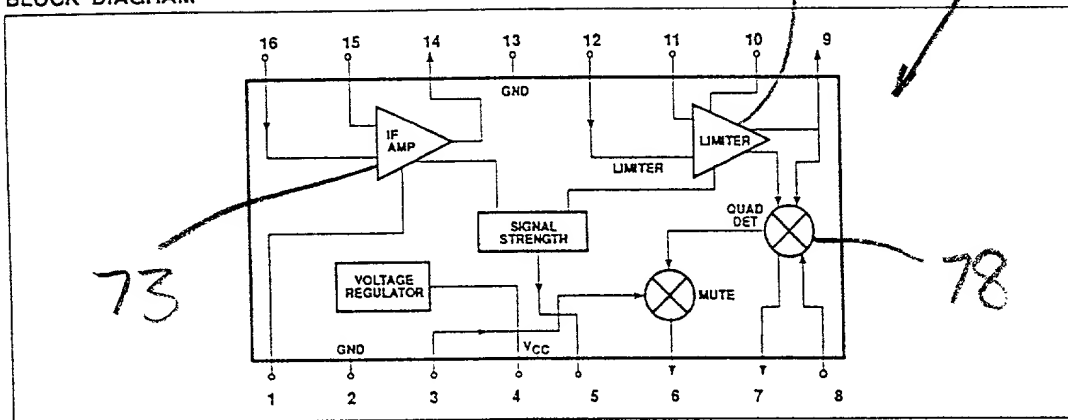 BLOCK DIAGRAM
16 15 14 13 12 11 10 9
GND
IF
AMP
LIMITER
LIMITER
QUAD
DET
SIGNAL
STRENGTH
VOLTAGE
REGULATOR
MUTE
73
78
GND
VCC
1 2 3 4 5 6 7 8